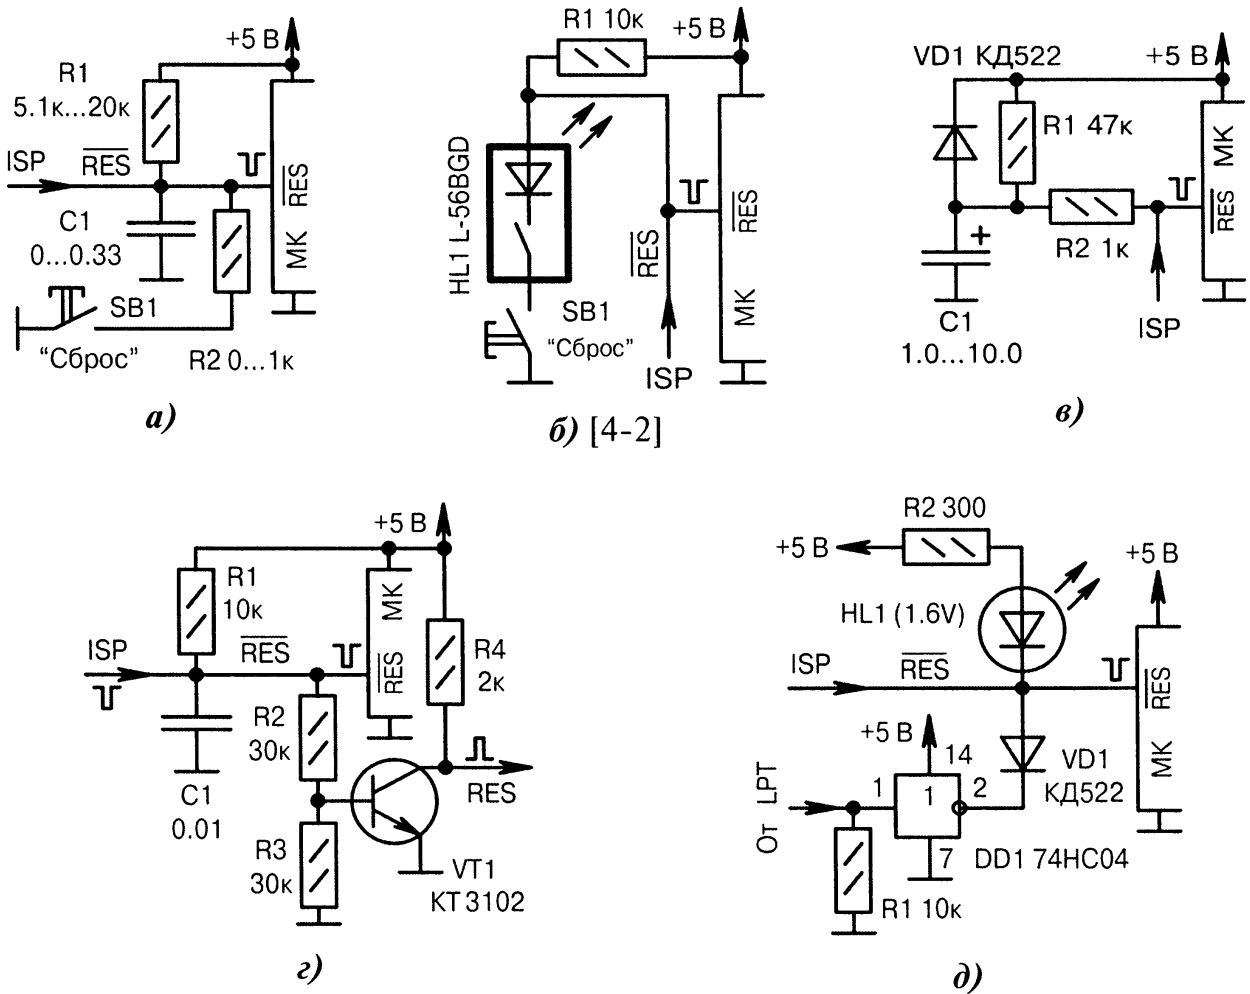 +5 В
R1
5.1к...20к
ISP
RES
RES
МК
C1
0...0.33
SB1
“Сброс”
R2 0...1к
а)
R1 10к
+5 В
HL1 L-56BGD
RES
RES
МК
SB1
“Сброс”
ISP
б) [4-2]
VD1 КД522
+5 В
R1 47к
МК
RES
+
R2 1к
C1
1.0...10.0
ISP
в)
+5 В
R1
10к
МК
ISP
RES
RES
R4
2к
R2
30к
RES
C1
0.01
R3
30к
VT1
КТ3102
г)
R2 300
+5 В
+5 В
HL1 (1.6V)
ISP
RES
RES
МК
+5 В
14
VD1
КД522
От LPT
1
1
2
7
DD1 74HC04
R1 10к
д)